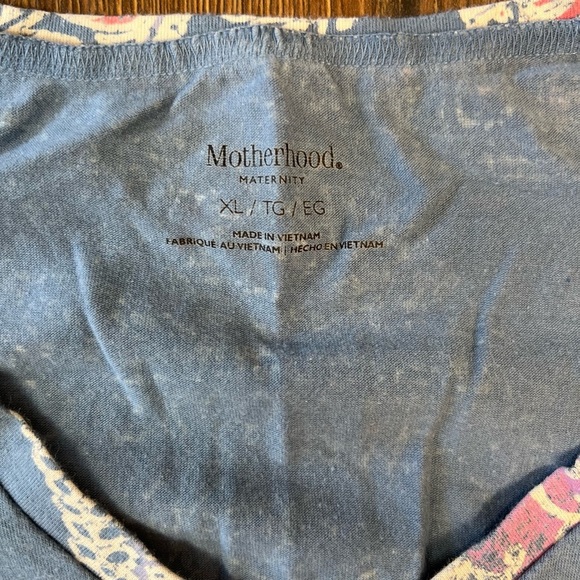 Motherhood®
MATERNITY
XL / TG / EG
MADE IN VIETNAM
FABRIQUÉ AU VIETNAM | HECHO EN VIETNAM